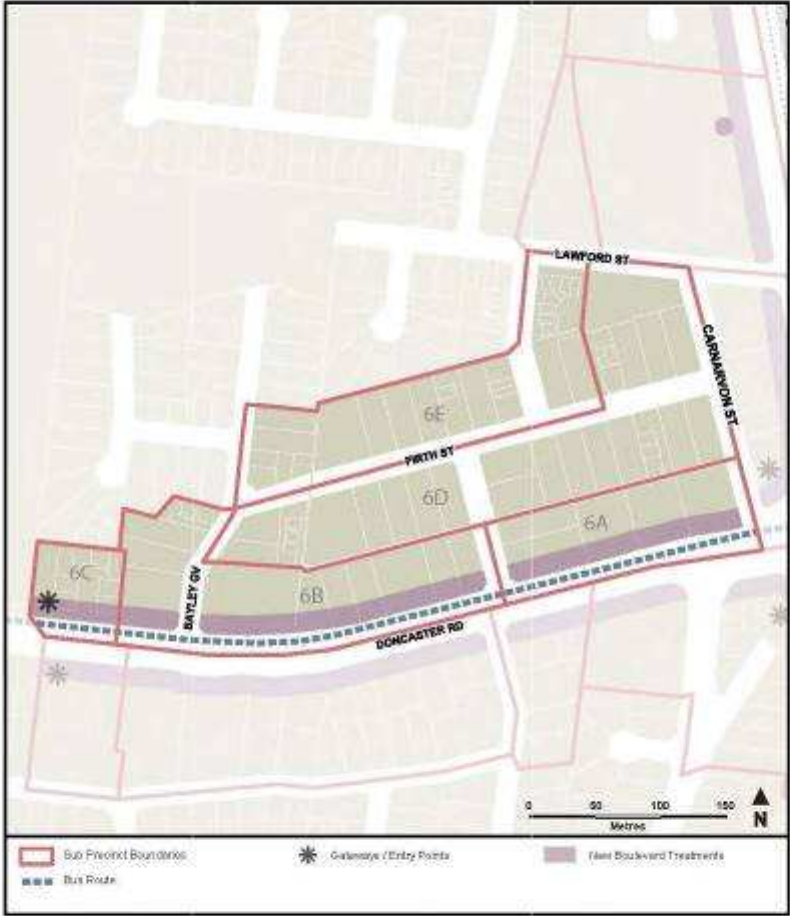 LAWFORD ST
CARNARVON ST
6E
FIRTH ST
6D
6A
6C
BAYLEY GV
6B
DONCASTER RD
0 50 100 150
Metres
N
Sub Precinct Boundaries
Gateways / Entry Points
New Boulevard Treatments
Bus Route